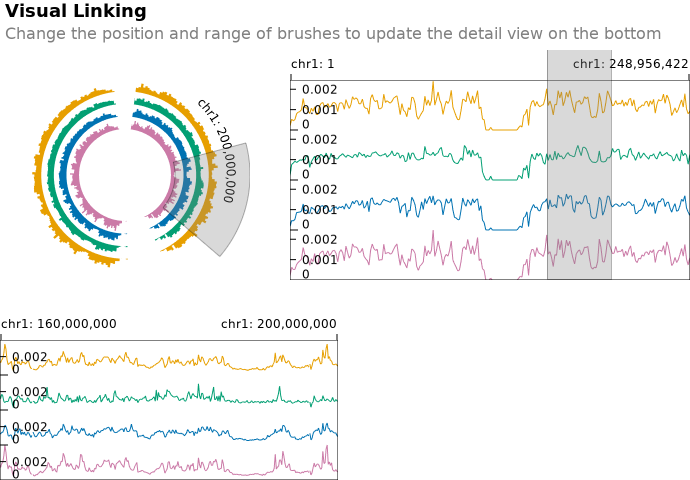 Visual Linking
Change the position and range of brushes to update the detail view on the bottom
chr1: 200,000,000
chr1: 1
chr1: 248,956,422
0.002
0.001
0
0.002
0.001
0
0.002
0.001
0
0.002
0.001
0
chr1: 160,000,000
chr1: 200,000,000
0.002
0
0.002
0
0.002
0
0.002
0